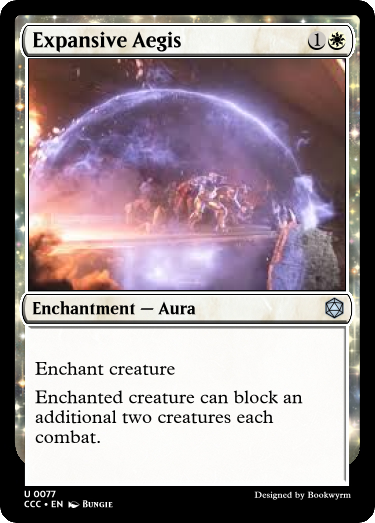 Expansive Aegis 1
Enchantment — Aura
Enchant creature
Enchanted creature can block an
additional two creatures each
combat.
U 0077
CCC • EN Bungie
Designed by Bookwyrm